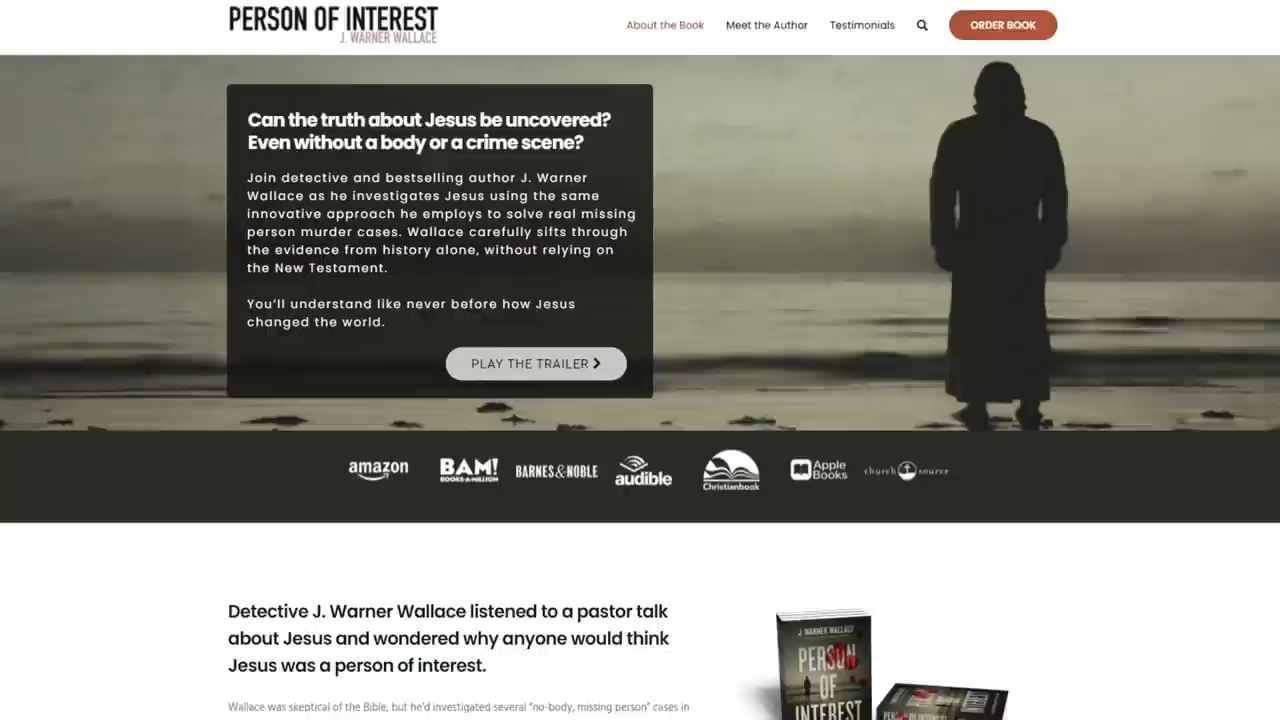 PERSON OF INTEREST
J. WARNER WALLACE
About the Book
Meet the Author
Testimonials
ORDER BOOK
Can the truth about Jesus be uncovered?
Even without a body or a crime scene?
Join detective and bestselling author J. Warner
Wallace as he investigates Jesus using the same
innovative approach he employs to solve real missing
person murder cases. Wallace carefully sifts through
the evidence from history alone, without relying on
the New Testament.
You'll understand like never before how Jesus
changed the world.
PLAY THE TRAILER
amazon
BAM!
BOOKS-A-MILLION
BARNES&NOBLE
audible
Christianbook
Apple
Books
church source
Detective J. Warner Wallace listened to a pastor talk
about Jesus and wondered why anyone would think
Jesus was a person of interest.
Wallace was skeptical of the Bible, but he'd investigated several “no-body, missing person” cases in
J. WARNER WALLACE
PERSON
OF
INTEREST